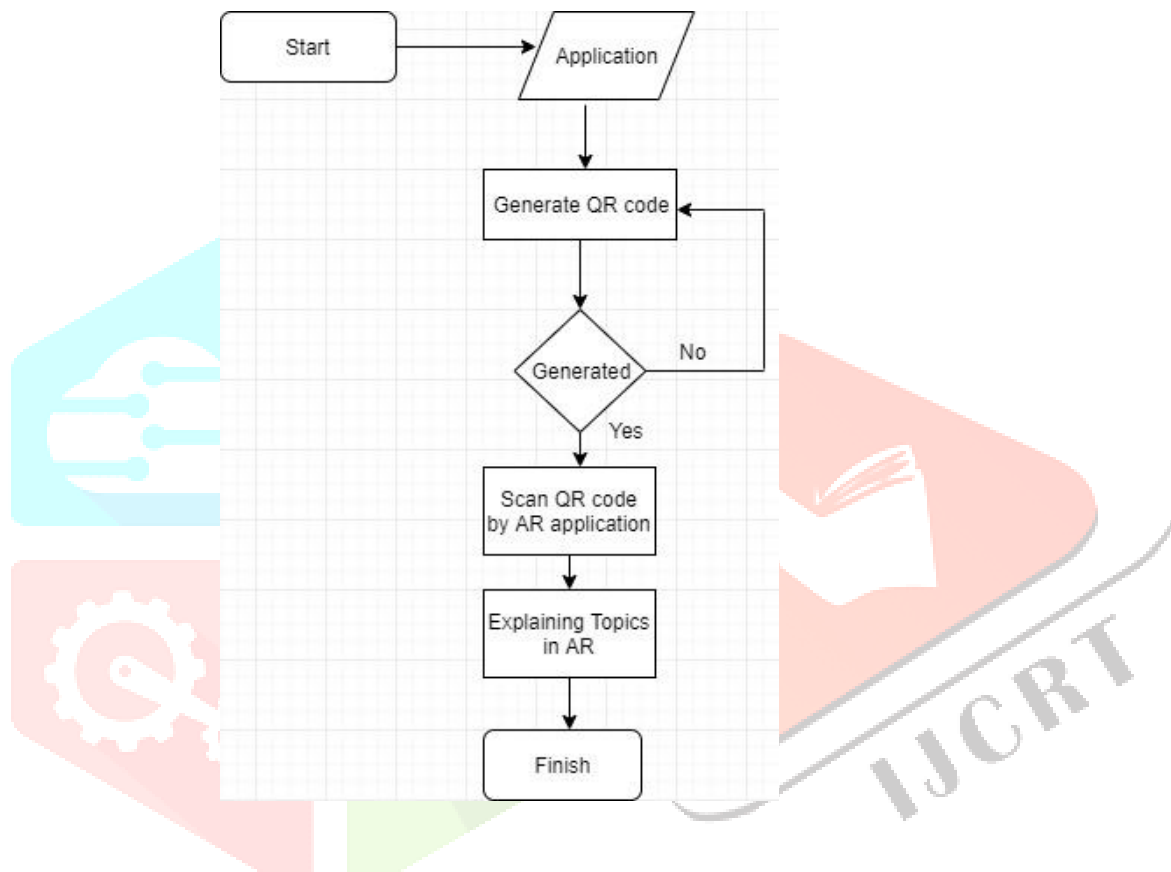 Start
Application
Generate QR code
Generated
No
Yes
Scan QR code
by AR application
Explaining Topics
in AR
Finish
IJCRT